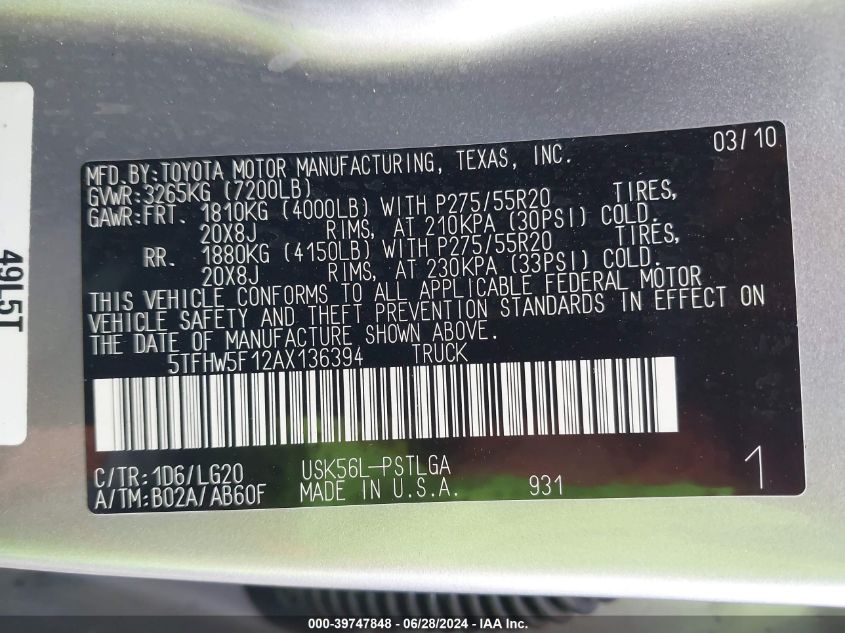 03/10
MFD.BY:TOYOTA MOTOR MANUFACTURING, TEXAS, INC.
GVWR:3265KG (7200LB)
GAWR:FRT. 1810KG (4000LB) WITH P275/55R20 TIRES,
20X8J RIMS, AT 210KPA (30PSI) COLD.
RR. 1880KG (4150LB) WITH P275/55R20 TIRES,
20X8J RIMS, AT 230KPA (33PSI) COLD.
THIS VEHICLE CONFORMS TO ALL APPLICABLE FEDERAL MOTOR
VEHICLE SAFETY AND THEFT PREVENTION STANDARDS IN EFFECT ON
THE DATE OF MANUFACTURE SHOWN ABOVE.
5TFHW5F12AX136394 TRUCK
C/TR:1D6/LG20 USK56L-PSTLGA
A/TM:B02A/AB60F MADE IN U.S.A. 931 1
49L5T
000-39747848 - 06/28/2024 - IAA Inc.